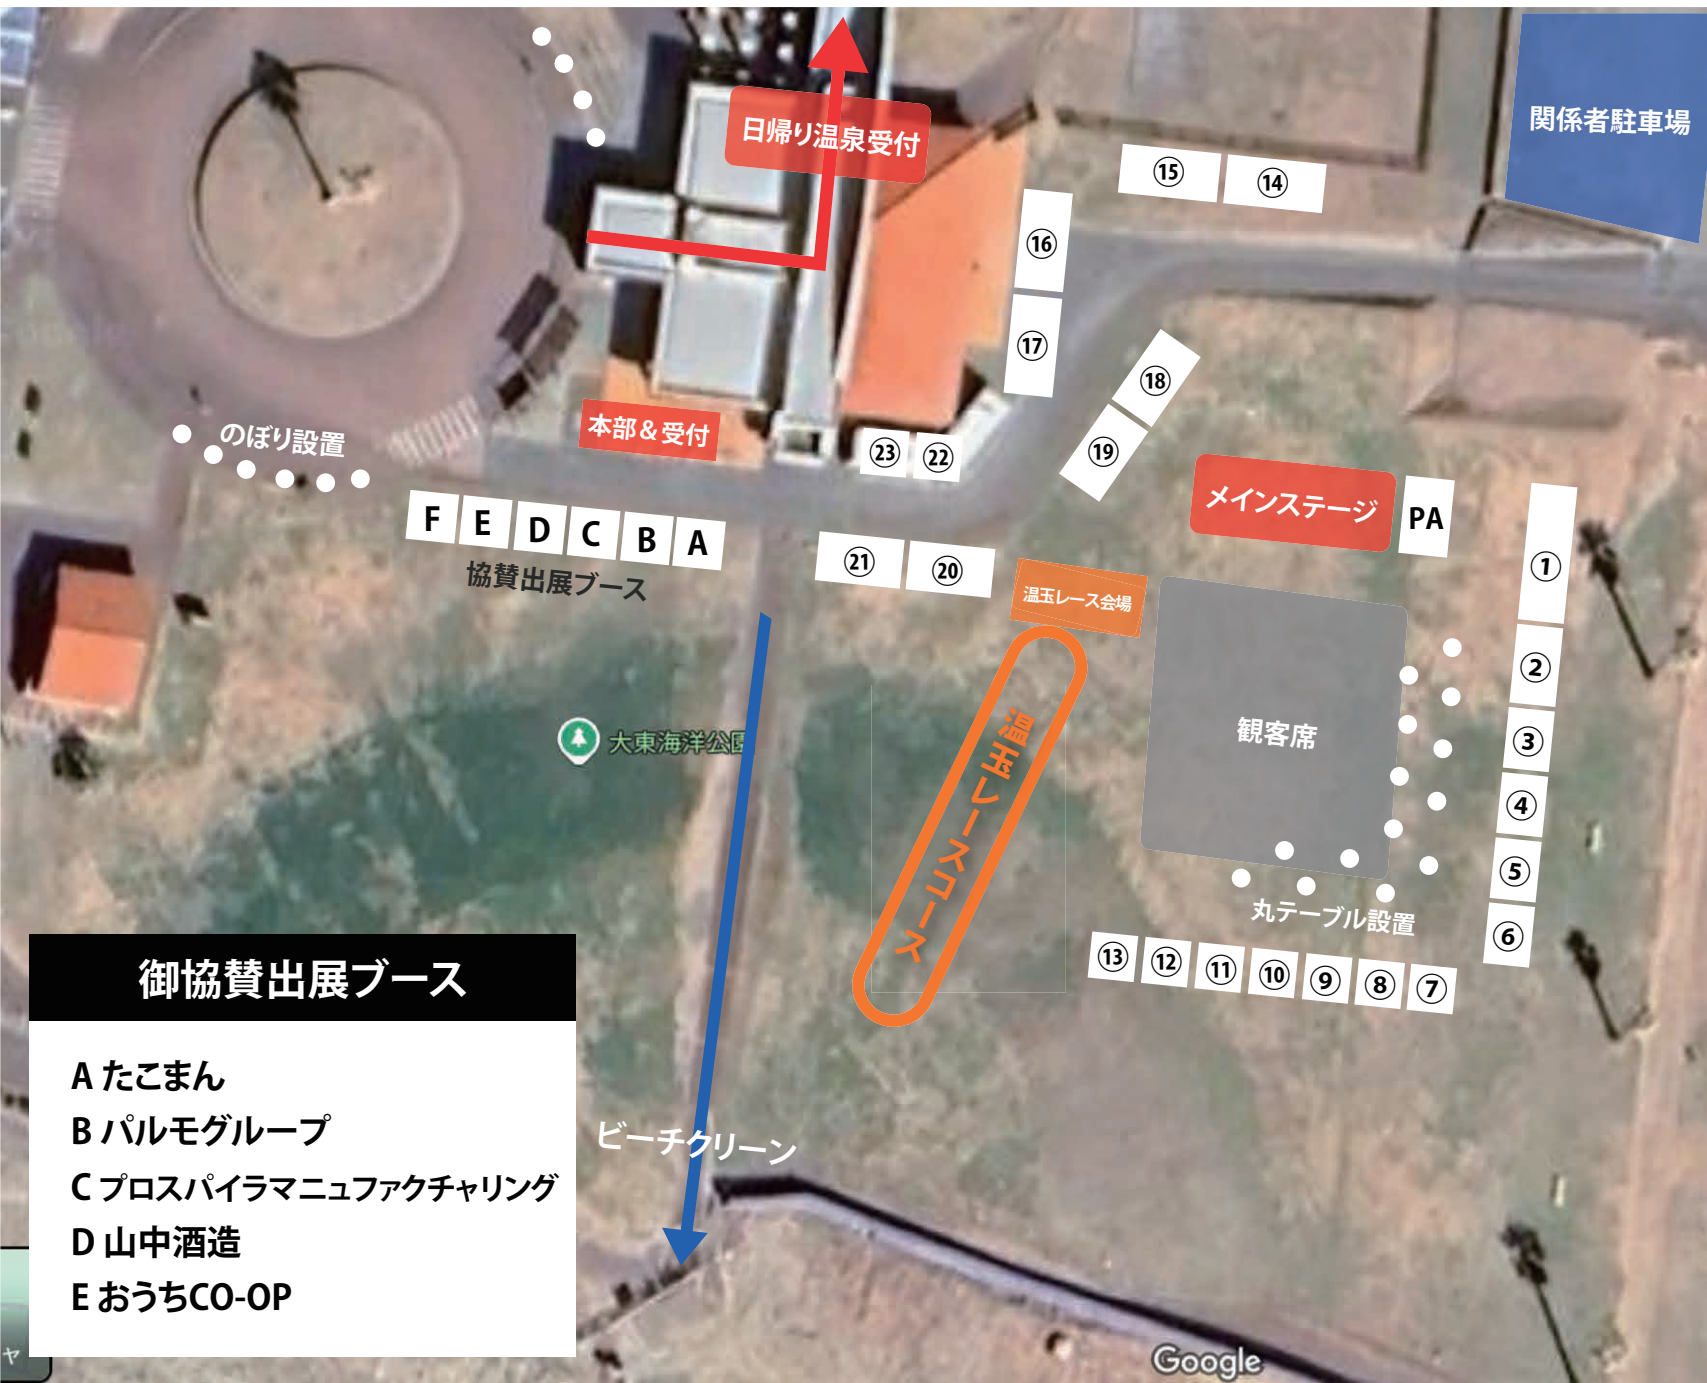 日帰り温泉受付
関係者駐車場
⑮
⑭
⑯
⑰
⑱
⑲
のぼり設置
本部＆受付
㉓
㉒
メインステージ
PA
F
E
D
C
B
A
協賛出展ブース
㉑
⑳
温玉レース会場
①
②
③
④
⑤
⑥
観客席
大東海洋公園
温玉レースコース
丸テーブル設置
⑬
⑫
⑪
⑩
⑨
⑧
⑦
御協賛出展ブース
A たこまん
B パルモグループ
C プロスパイラマニュファクチャリング
D 山中酒造
E おうちCO-OP
ビーチクリーン
ャ
Google